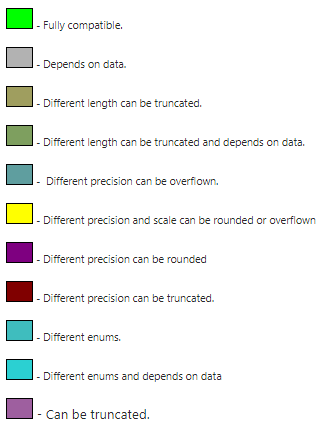 - Fully compatible.
- Depends on data.
- Different length can be truncated.
- Different length can be truncated and depends on data.
- Different precision can be overflown.
- Different precision and scale can be rounded or overflown
- Different precision can be rounded
- Different precision can be truncated.
- Different enums.
- Different enums and depends on data
- Can be truncated.